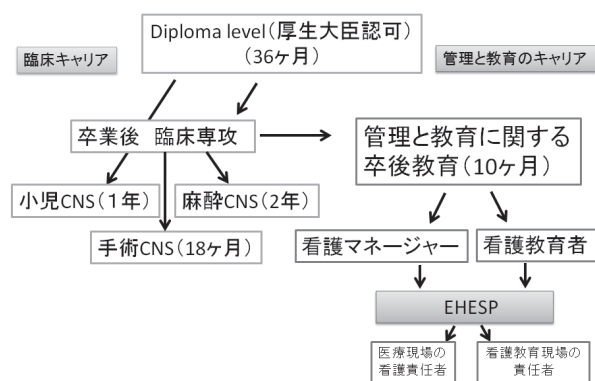 Diploma level(厚生大臣認可)
(36ヶ月)
臨床キャリア
管理と教育のキャリア
卒業後 臨床専攻
管理と教育に関する
卒後教育(10ヶ月)
小児CNS(1年)
麻酔CNS(2年)
手術CNS(18ヶ月)
看護マネージャー
看護教育者
EHESP
医療現場の
看護責任者
看護教育現場の
責任者